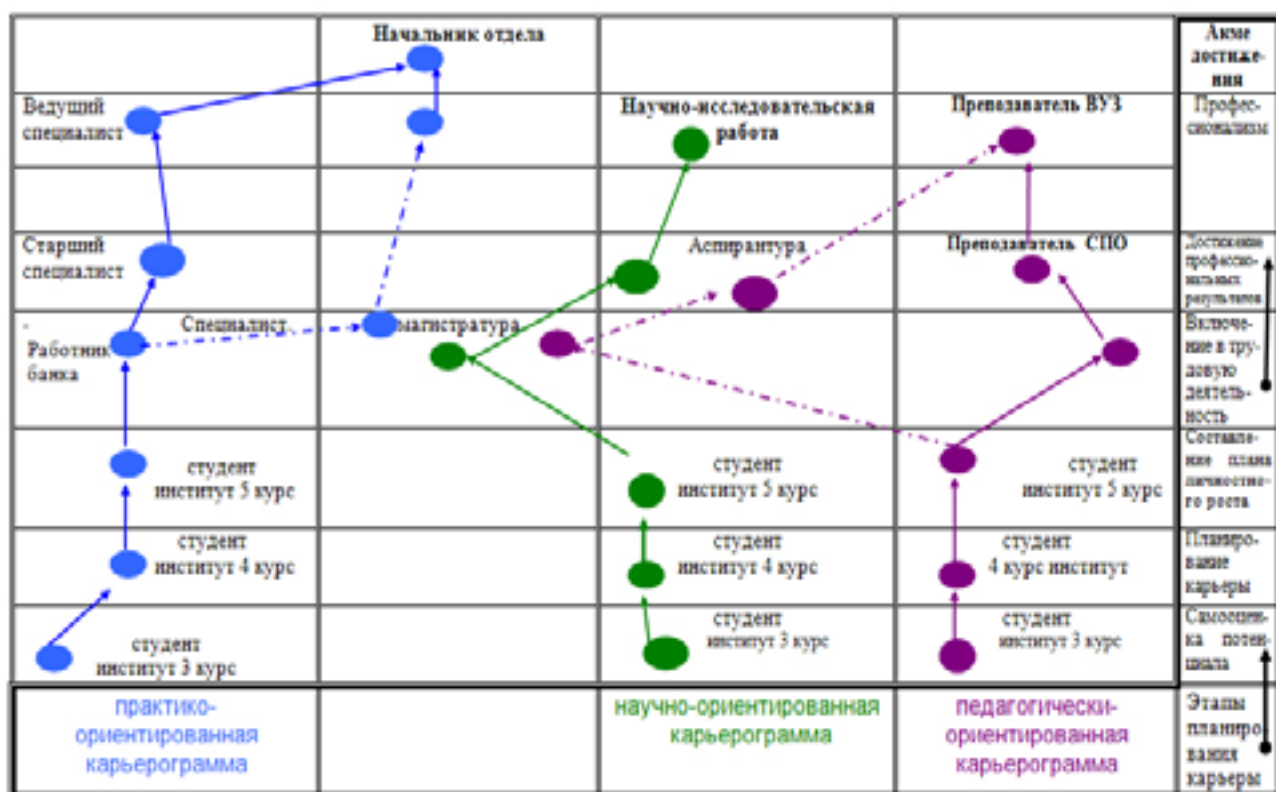 Начальник отдела
Акме
достиже-
ния
Ведущий
специалист
Научно-исследовательская
работа
Преподаватель ВУЗ
Профес-
сионализм
Старший
специалист
Аспирантура
Преподаватель СПО
Достижение
профессио-
нальных
результатов
Специалист
магистратура
Работник
банка
Включе-
ние в тру-
довую
деятель-
ность
студент
институт 5 курс
студент
институт 5 курс
студент
институт 5 курс
Составле-
ние плана
личностно-
го роста
студент
институт 4 курс
студент
институт 4 курс
студент
4 курс институт
Планиро-
вание
карьеры
студент
институт 3 курс
студент
институт 3 курс
студент
институт 3 курс
Самооцен-
ка потен-
циала
практико-
ориентированная
карьерограмма
научно-ориентированная
карьерограмма
педагогически-
ориентированная
карьерограмма
Этапы
планиро-
вания
карьеры